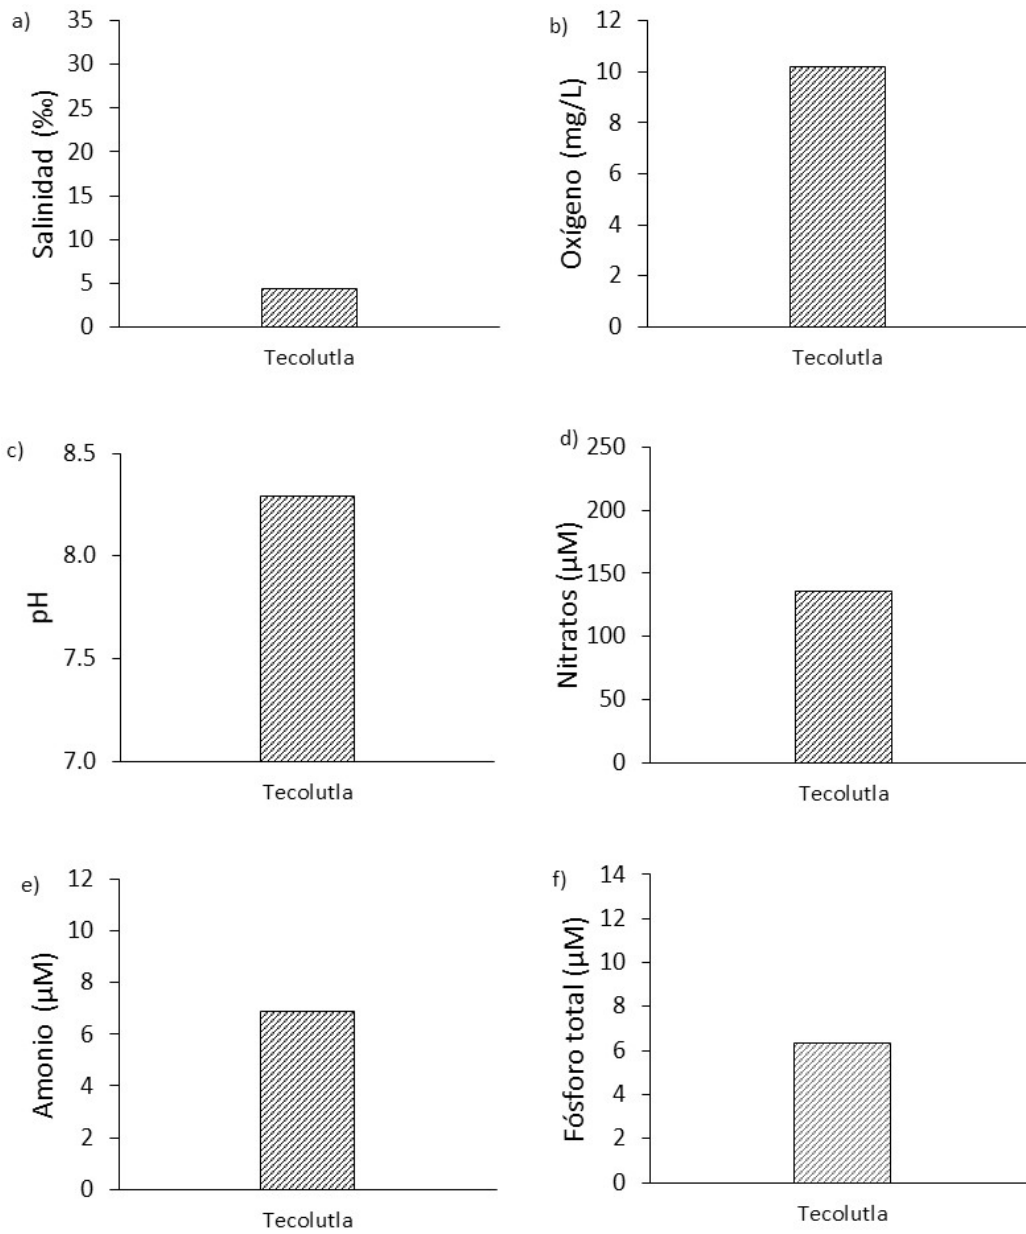 a)
Salinidad (‰)
35
30
25
20
15
10
5
0
Tecolutla
b)
Oxígeno (mg/L)
12
10
8
6
4
2
0
Tecolutla
c)
pH
8.5
8.0
7.5
7.0
Tecolutla
d)
Nitratos (µM)
250
200
150
100
50
0
Tecolutla
e)
Amonio (µM)
12
10
8
6
4
2
0
Tecolutla
f)
Fósforo total (µM)
14
12
10
8
6
4
2
0
Tecolutla